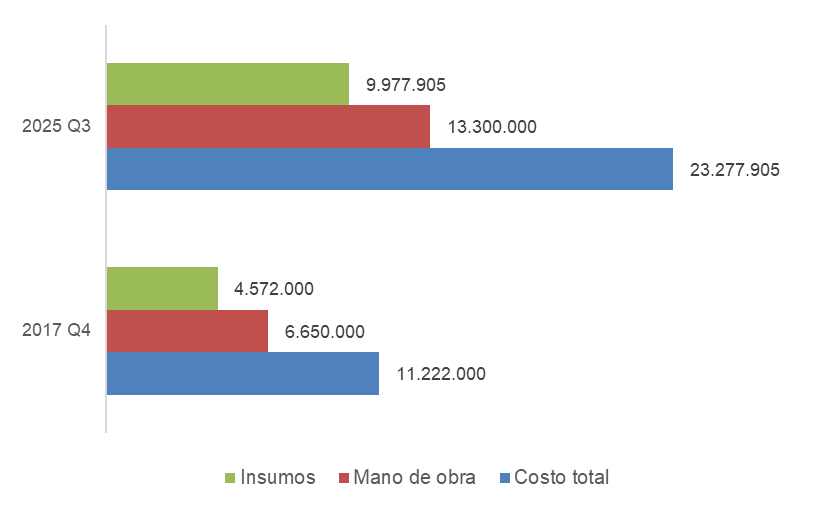 9.977.905
2025 Q3
13.300.000
23.277.905
4.572.000
2017 Q4
6.650.000
11.222.000
Insumos Mano de obra Costo total